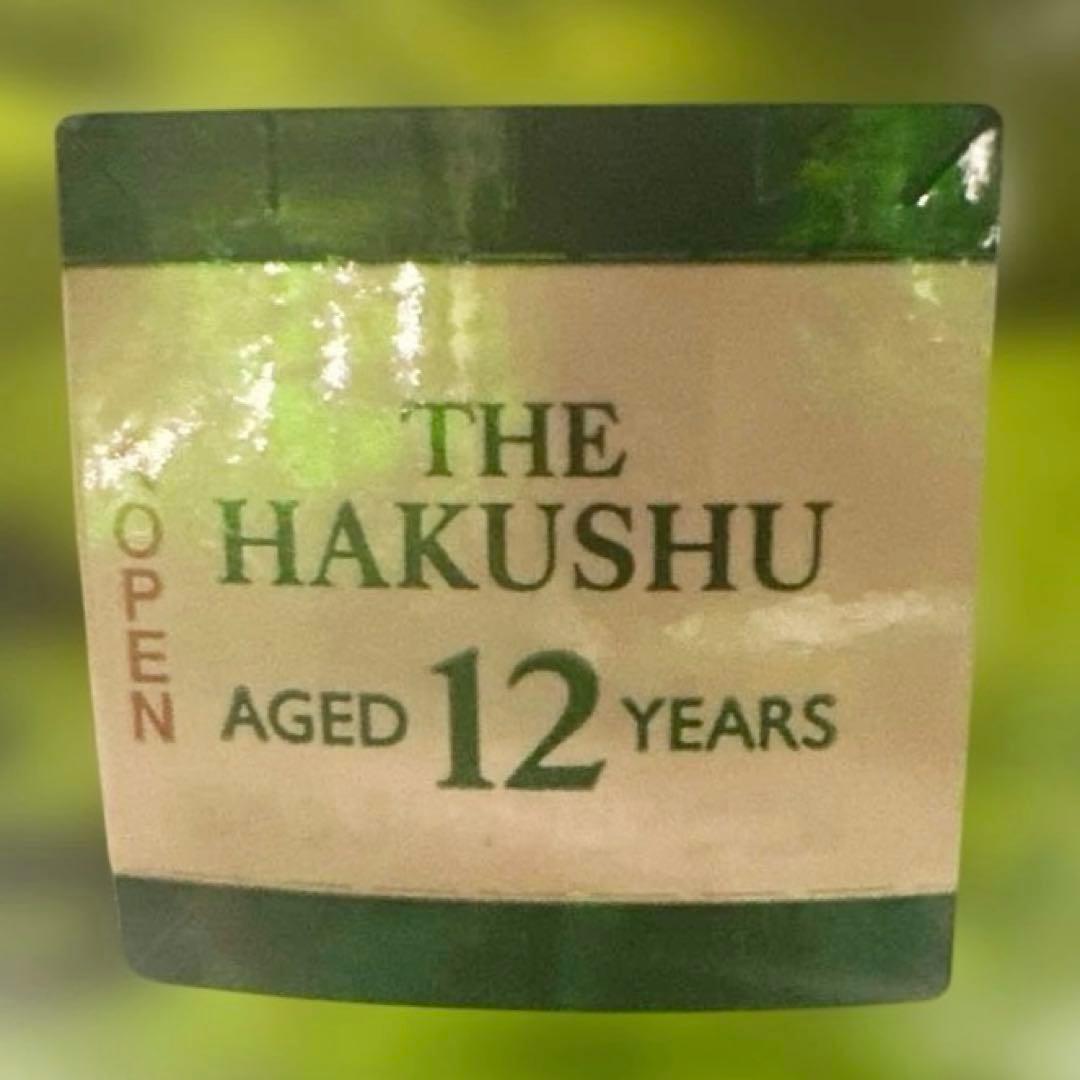 THE
HAKUSHU
AGED 12 YEARS
OPEN